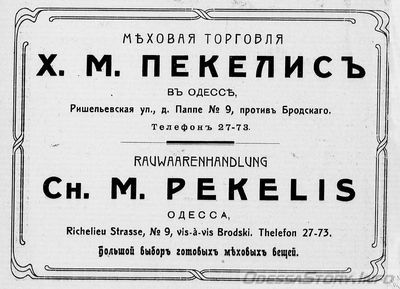 МѢХОВАЯ ТОРГОВЛЯ
Х. М. ПЕКЕЛИСЪ
ВЪ ОДЕССѢ,
Ришельевская ул., д. Паппе № 9, противъ Бродскаго.
Телефонъ 27-73.
RAUWAARENHANDLUNG
CH. M. PEKELIS
ОДЕССА,
Richelieu Strasse, № 9, vis-à-vis Brodski. Thelefon 27-73.
Большой выборъ готовыхъ мѣховыхъ вещей.
OdessaStory.Info